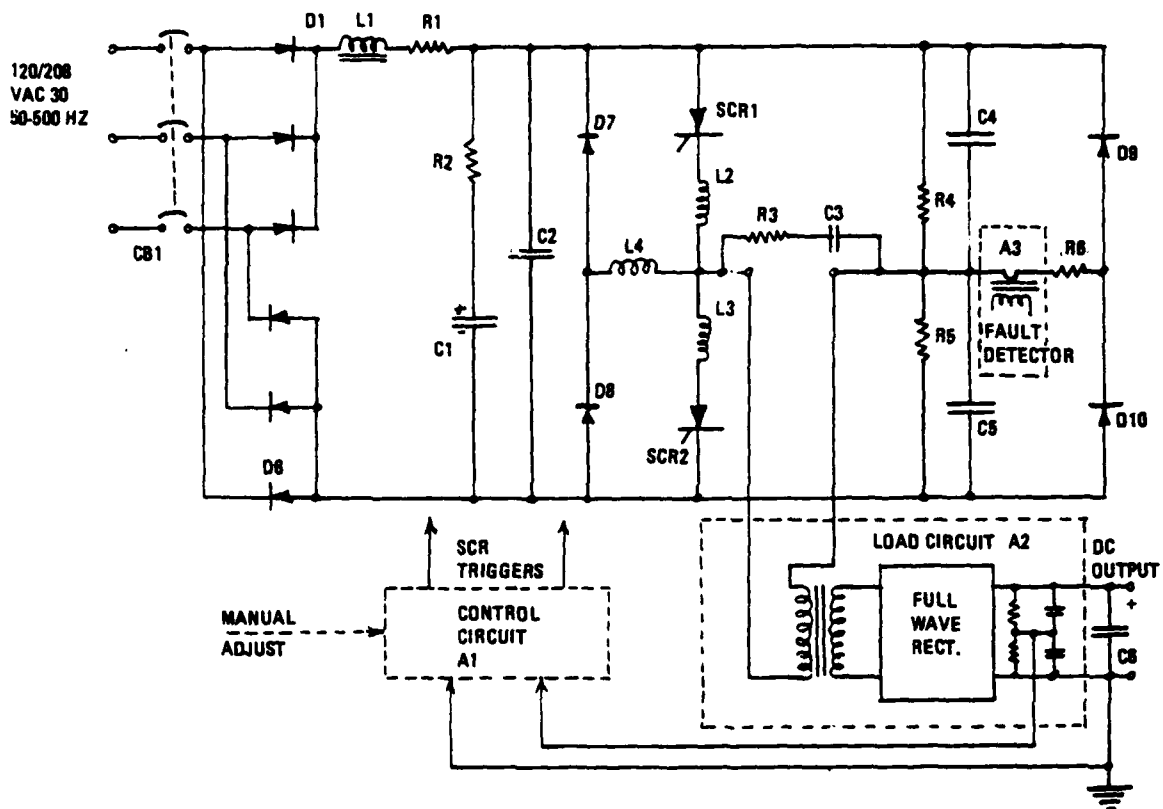 D1
L1
R1
120/208
VAC 30
50-500 HZ
CB1
D6
R2
C1
C2
D7
D8
L4
SCR1
L2
L3
SCR2
R3
C3
R4
R5
C4
C5
A3
FAULT
DETECTOR
R6
D9
D10
SCR
TRIGGERS
MANUAL
ADJUST
CONTROL
CIRCUIT
A1
LOAD CIRCUIT A2
FULL
WAVE
RECT.
DC
OUTPUT
+
C6